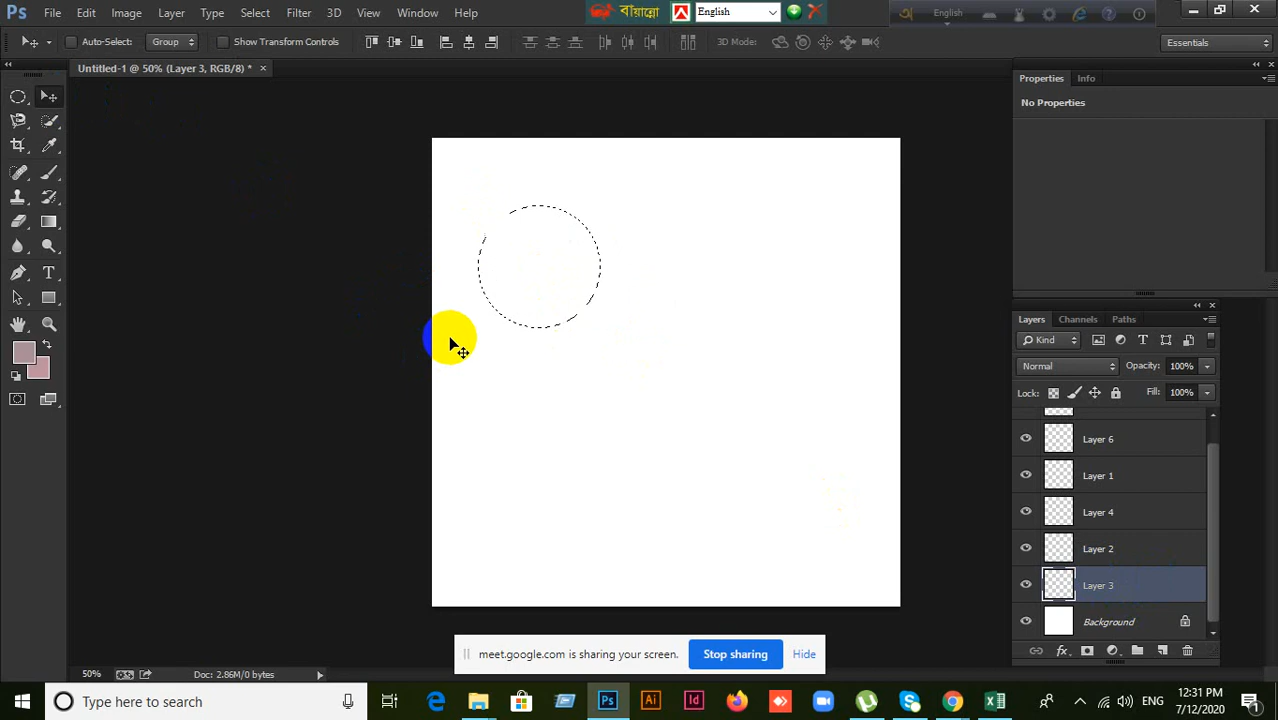 Ps File Edit Image Layer Type Select Filter 3D View Window Help
বায়ান্নো English
English
Auto-Select: Group Show Transform Controls 3D Mode: Essentials
Untitled-1 @ 50% (Layer 3, RGB/8) * ×
Properties Info
No Properties
Layers Channels Paths
Kind
Normal Opacity: 100%
Lock: Fill: 100%
Layer 6
Layer 1
Layer 4
Layer 2
Layer 3
Background
meet.google.com is sharing your screen. Stop sharing Hide
50% Doc: 2.86M/0 bytes
Type here to search
Ps Ai Id
ENG
12:31 PM
7/12/2020